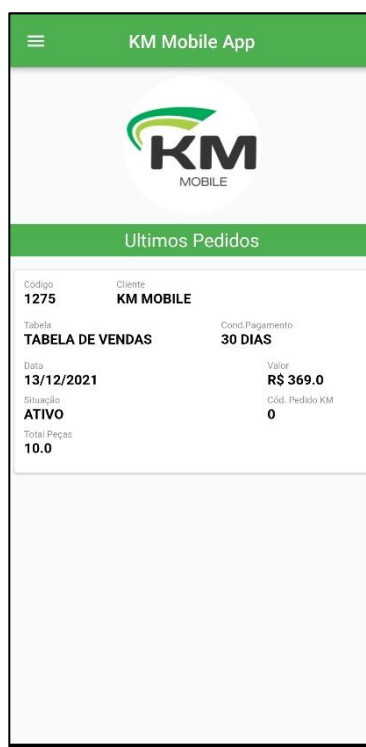 KM Mobile App
KM
MOBILE
Ultimos Pedidos
Código Cliente
1275 KM MOBILE
Tabela Cond.Pagamento
TABELA DE VENDAS 30 DIAS
Data Valor
13/12/2021 R$ 369.0
Situação Cód. Pedido KM
ATIVO 0
Total Peças
10.0